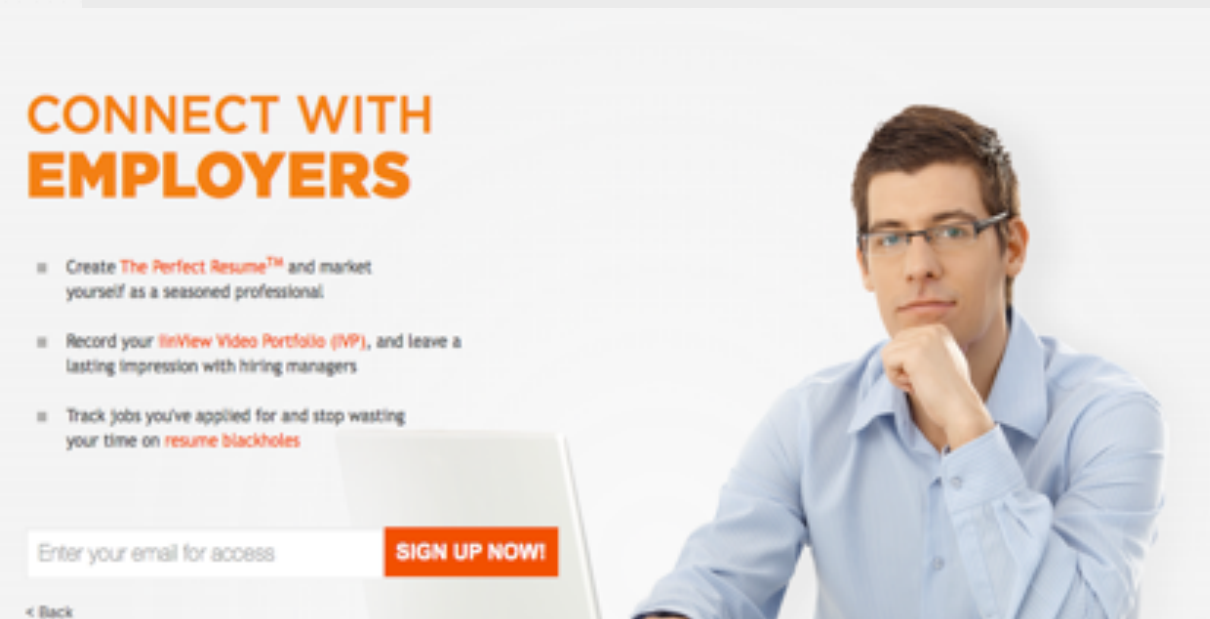 CONNECT WITH
EMPLOYERS
Create The Perfect Resume™ and market
yourself as a seasoned professional
Record your iinView Video Portfolio (IVP), and leave a
lasting impression with hiring managers
Track jobs you've applied for and stop wasting
your time on resume blackholes
Enter your email for access
SIGN UP NOW!
< Back